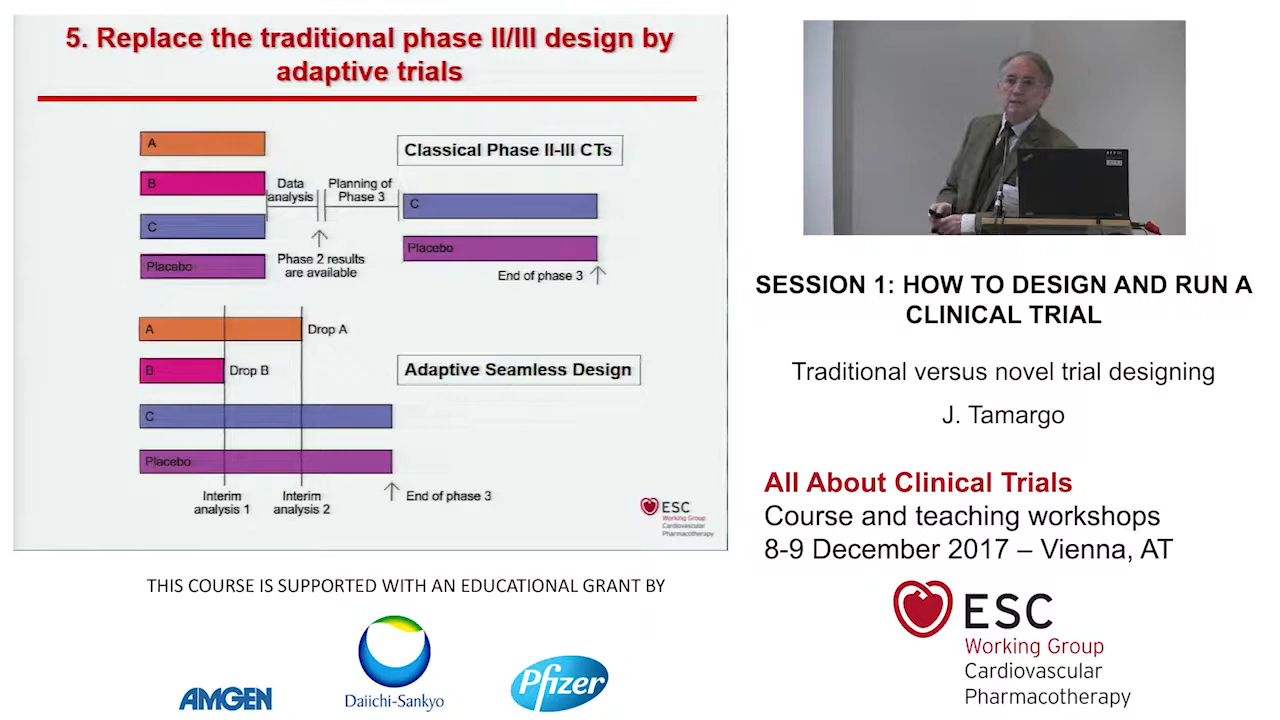 5. Replace the traditional phase II/III design by
adaptive trials
A
B
C
Placebo
Data
analysis
Planning of
Phase 3
Phase 2 results
are available
Classical Phase II-III CTs
C
Placebo
End of phase 3
A
Drop A
B
Drop B
Adaptive Seamless Design
C
Placebo
Interim
analysis 1
Interim
analysis 2
End of phase 3
ESC
Working Group
Cardiovascular
Pharmacotherapy
SESSION 1: HOW TO DESIGN AND RUN A
CLINICAL TRIAL
Traditional versus novel trial designing
J. Tamargo
All About Clinical Trials
Course and teaching workshops
8-9 December 2017 – Vienna, AT
ESC
Working Group
Cardiovascular
Pharmacotherapy
THIS COURSE IS SUPPORTED WITH AN EDUCATIONAL GRANT BY
AMGEN
Daiichi-Sankyo
Pfizer